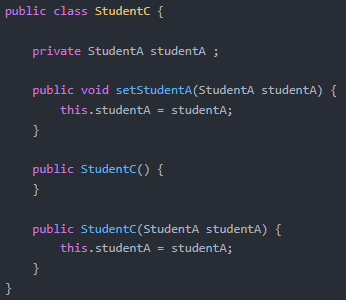 public class StudentC {
    private StudentA studentA ;
    public void setStudentA(StudentA studentA) {
        this.studentA = studentA;
    }
    public StudentC() {
    }
    public StudentC(StudentA studentA) {
        this.studentA = studentA;
    }
}